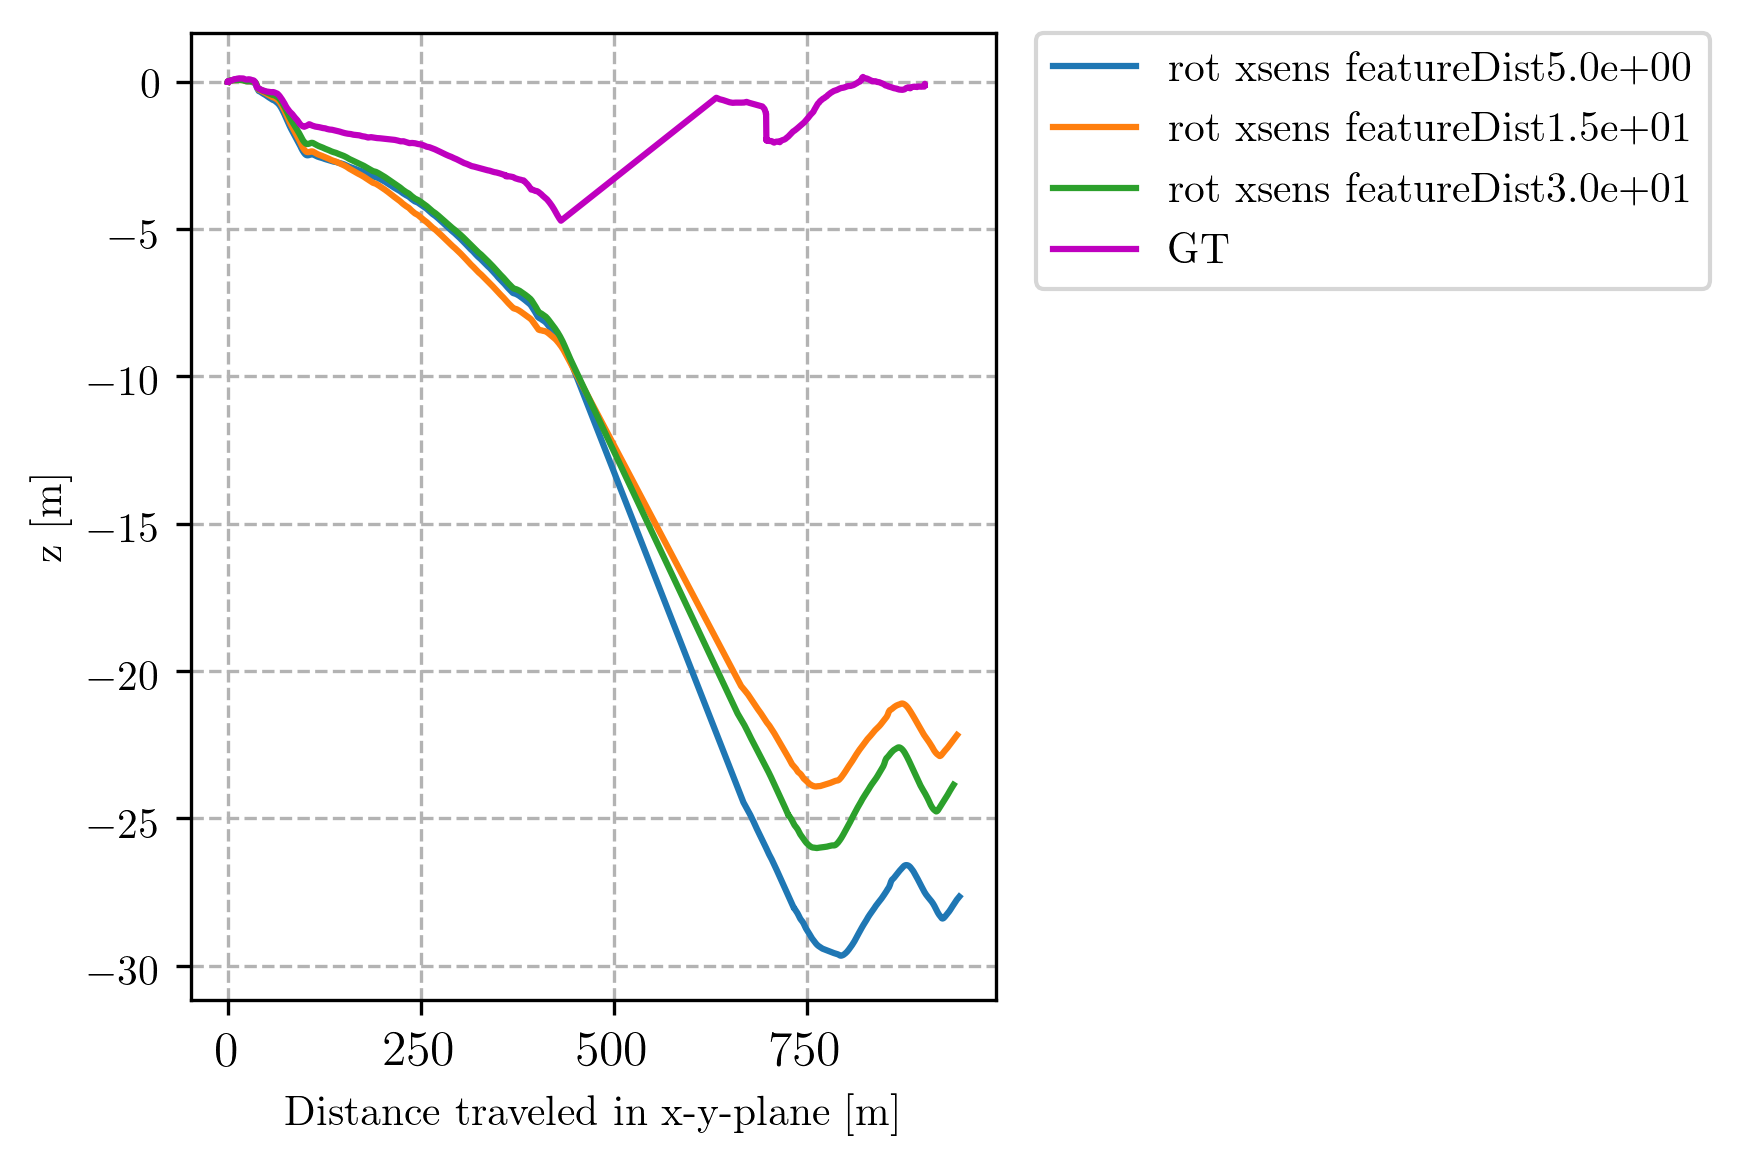 rot xsens featureDist5.0e+00
rot xsens featureDist1.5e+01
rot xsens featureDist3.0e+01
GT
0
−5
−10
−15
−20
−25
−30
z [m]
0 250 500 750
Distance traveled in x-y-plane [m]